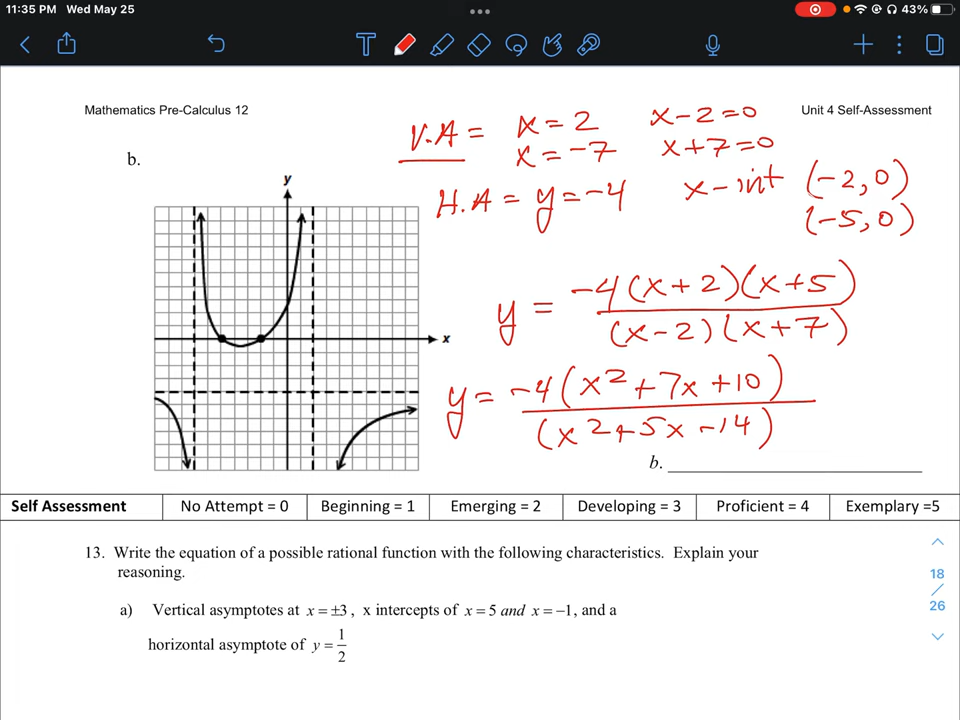 11:35 PM Wed May 25
43%
Mathematics Pre-Calculus 12
Unit 4 Self-Assessment
b.
V.A = x = 2 x - 2 = 0
x = -7 x + 7 = 0
H.A = y = -4 x-int (-2, 0)
(-5, 0)
y
x
y = -4(x + 2)(x + 5) / (x - 2)(x + 7)
y = -4(x² + 7x + 10) / (x² + 5x - 14)
b. ____________________
Self Assessment No Attempt = 0 Beginning = 1 Emerging = 2 Developing = 3 Proficient = 4 Exemplary =5
13. Write the equation of a possible rational function with the following characteristics. Explain your
reasoning.
a) Vertical asymptotes at x = ±3 , x intercepts of x = 5 and x = −1, and a
horizontal asymptote of y = 1/2
18
/
26